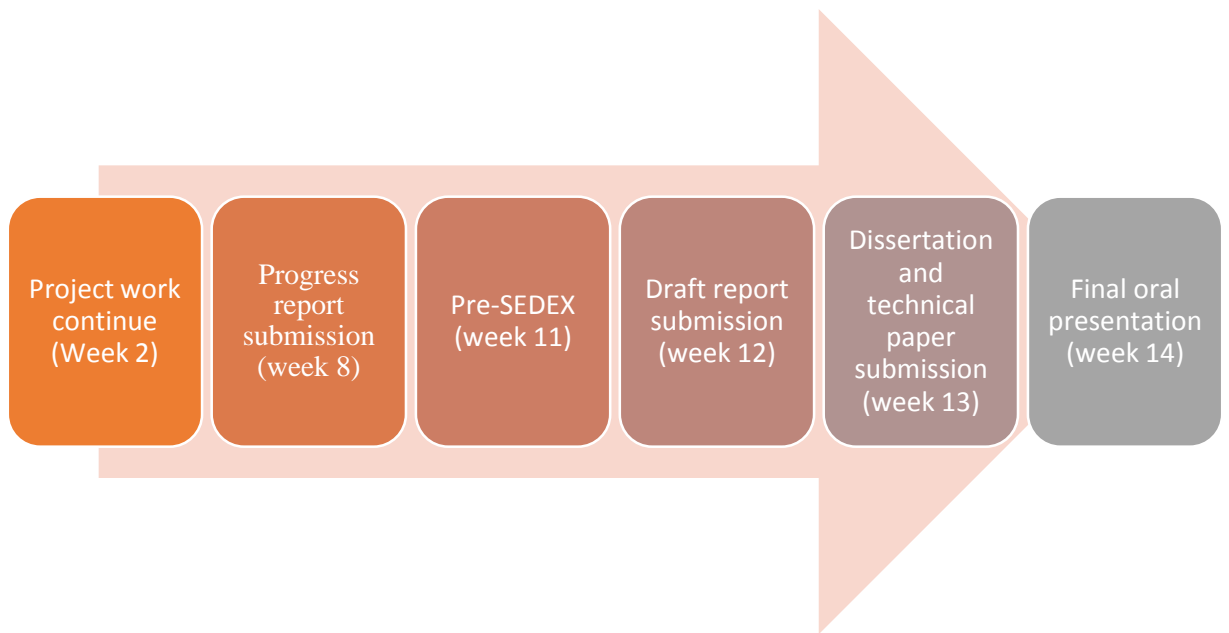 Project work
continue
(Week 2)
Progress
report
submission
(week 8)
Pre-SEDEX
(week 11)
Draft report
submission
(week 12)
Dissertation
and
technical
paper
submission
(week 13)
Final oral
presentation
(week 14)